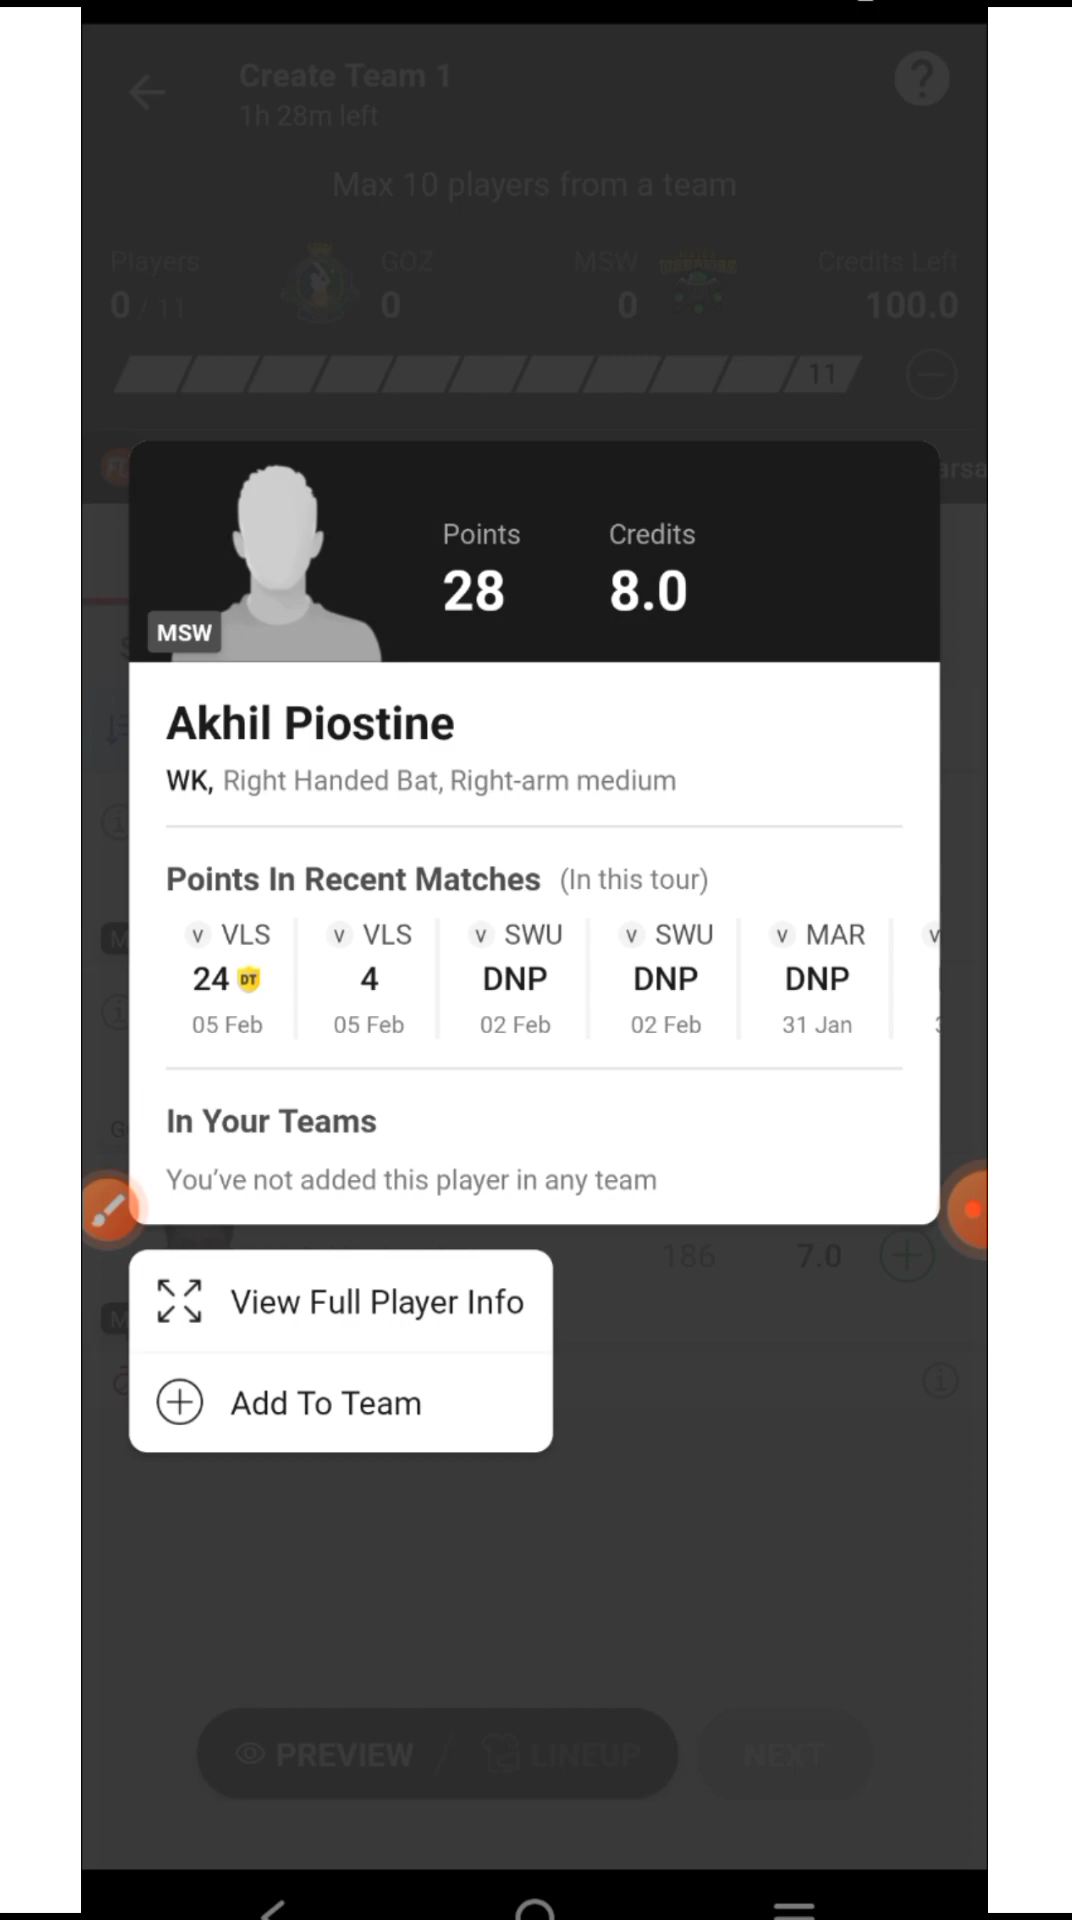 Create Team 1
1h 28m left
Max 10 players from a team
Players GOZ MSW Credits Left
0 / 11 0 0 100.0
11
Points Credits
28 8.0
MSW
Akhil Piostine
WK, Right Handed Bat, Right-arm medium
Points In Recent Matches (In this tour)
v VLS v VLS v SWU v SWU v MAR v
24 DT 4 DNP DNP DNP
05 Feb 05 Feb 02 Feb 02 Feb 31 Jan
In Your Teams
You've not added this player in any team
186 7.0
View Full Player Info
Add To Team
PREVIEW / LINEUP NEXT